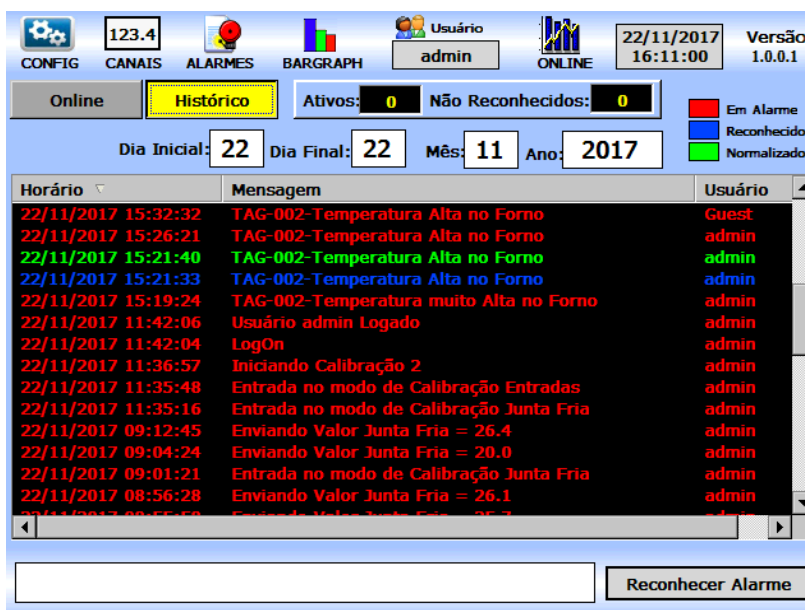 123.4 Usuário 22/11/2017 Versão
CONFIG CANAIS ALARMES BARGRAPH admin ONLINE 16:11:00 1.0.0.1
Online Histórico Ativos: 0 Não Reconhecidos: 0 Em Alarme
Reconhecido
Dia Inicial: 22 Dia Final: 22 Mês: 11 Ano: 2017 Normalizado
Horário Mensagem Usuário
22/11/2017 15:32:32 TAG-002-Temperatura Alta no Forno Guest
22/11/2017 15:26:21 TAG-002-Temperatura Alta no Forno admin
22/11/2017 15:21:40 TAG-002-Temperatura Alta no Forno admin
22/11/2017 15:21:33 TAG-002-Temperatura Alta no Forno admin
22/11/2017 15:19:24 TAG-002-Temperatura muito Alta no Forno admin
22/11/2017 11:42:06 Usuário admin Logado admin
22/11/2017 11:42:04 LogOn admin
22/11/2017 11:36:57 Iniciando Calibração 2 admin
22/11/2017 11:35:48 Entrada no modo de Calibração Entradas admin
22/11/2017 11:35:16 Entrada no modo de Calibração Junta Fria admin
22/11/2017 09:12:45 Enviando Valor Junta Fria = 26.4 admin
22/11/2017 09:04:24 Enviando Valor Junta Fria = 20.0 admin
22/11/2017 09:01:21 Entrada no modo de Calibração Junta Fria admin
22/11/2017 08:56:28 Enviando Valor Junta Fria = 26.1 admin
Reconhecer Alarme